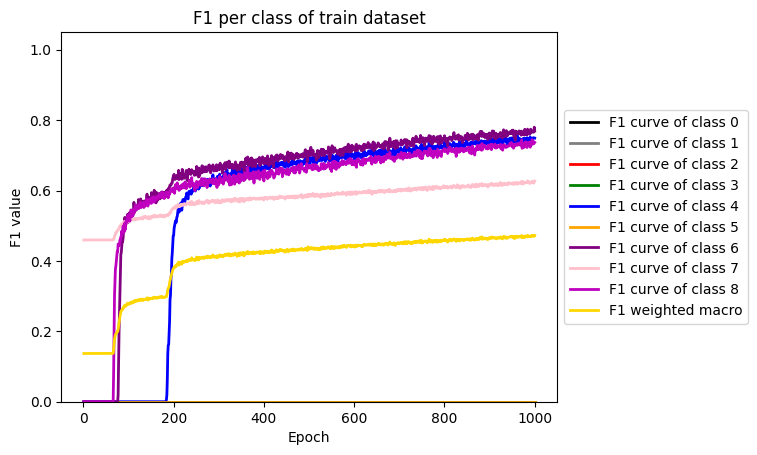 F1 per class of train dataset
F1 value
1.0
0.8
0.6
0.4
0.2
0.0
0
200
400
600
800
1000
Epoch
F1 curve of class 0
F1 curve of class 1
F1 curve of class 2
F1 curve of class 3
F1 curve of class 4
F1 curve of class 5
F1 curve of class 6
F1 curve of class 7
F1 curve of class 8
F1 weighted macro